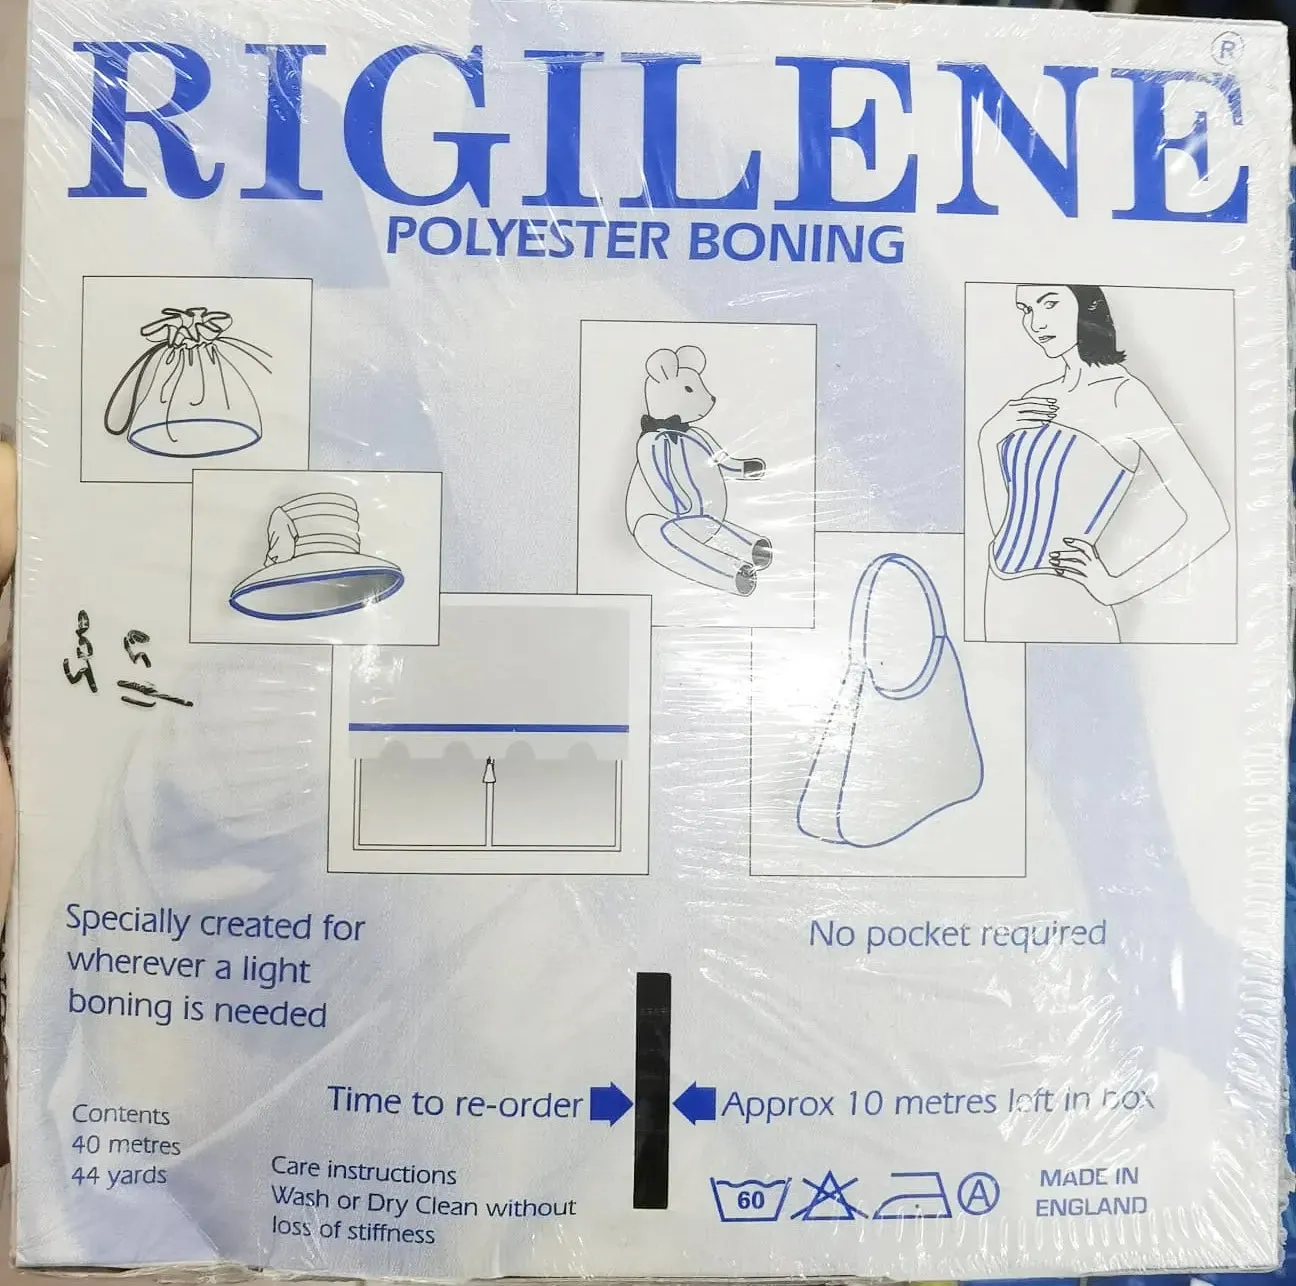 RIGILENE®
POLYESTER BONING
Specially created for
wherever a light
boning is needed
No pocket required
Time to re-order
Approx 10 metres left in box
Contents
40 metres
44 yards
Care instructions
Wash or Dry Clean without
loss of stiffness
60
A
MADE IN
ENGLAND